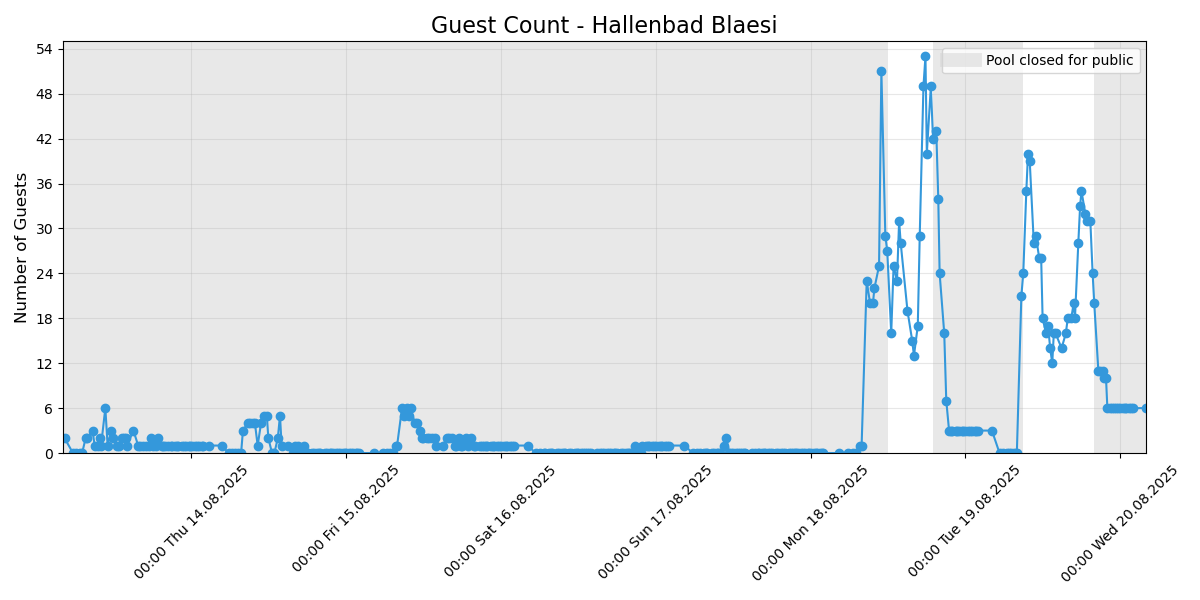 Guest Count - Hallenbad Blaesi
Pool closed for public
Number of Guests
54
48
42
36
30
24
18
12
6
0
00:00 Thu 14.08.2025
00:00 Fri 15.08.2025
00:00 Sat 16.08.2025
00:00 Sun 17.08.2025
00:00 Mon 18.08.2025
00:00 Tue 19.08.2025
00:00 Wed 20.08.2025